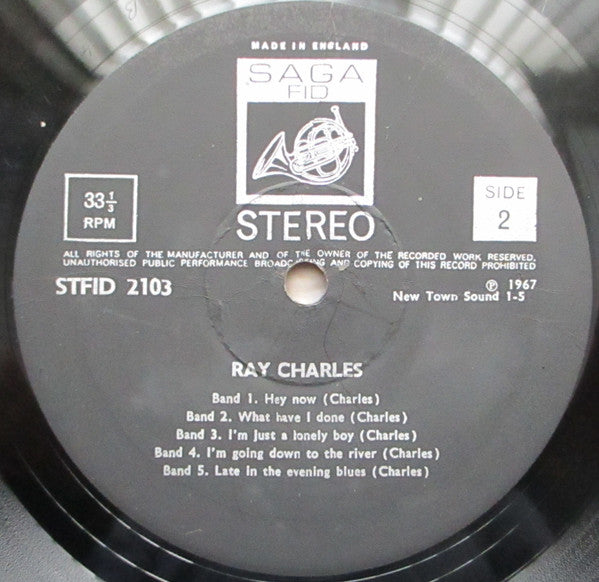 MADE IN ENGLAND
SAGA
FID
33⅓
RPM
STEREO
SIDE
2
ALL RIGHTS OF THE MANUFACTURER AND OF THE OWNER OF THE RECORDED WORK RESERVED.
UNAUTHORISED PUBLIC PERFORMANCE BROADCASTING AND COPYING OF THIS RECORD PROHIBITED
STFID 2103
℗ 1967
New Town Sound 1-5
RAY CHARLES
Band 1. Hey now (Charles)
Band 2. What have I done (Charles)
Band 3. I'm just a lonely boy (Charles)
Band 4. I'm going down to the river (Charles)
Band 5. Late in the evening blues (Charles)